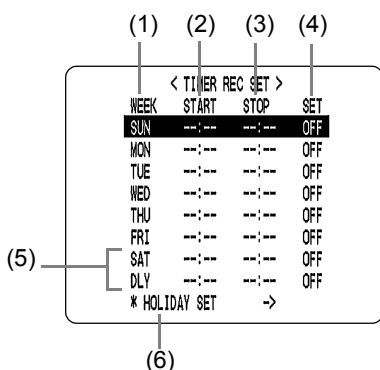 (1) (2) (3) (4)
< TIMER REC SET >
WEEK START STOP SET
SUN --:-- --:-- OFF
MON --:-- --:-- OFF
TUE --:-- --:-- OFF
WED --:-- --:-- OFF
THU --:-- --:-- OFF
FRI --:-- --:-- OFF
(5)
SAT --:-- --:-- OFF
DLY --:-- --:-- OFF
* HOLIDAY SET ->
(6)